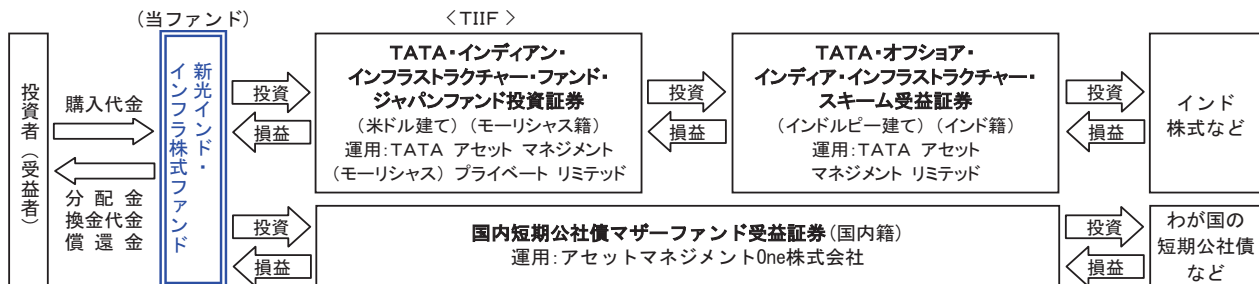 (当ファンド)
<TIIF>
投資者(受益者)
購入代金
分配金
換金代金
償還金
新光インド・
インフラ株式ファンド
投資
損益
TATA・インディアン・
インフラストラクチャー・ファンド・
ジャパンファンド投資証券
(米ドル建て)(モーリシャス籍)
運用:TATA アセット マネジメント
(モーリシャス) プライベート リミテッド
投資
損益
TATA・オフショア・
インディア・インフラストラクチャー・
スキーム受益証券
(インドルピー建て)(インド籍)
運用:TATA アセット
マネジメント リミテッド
投資
損益
インド
株式など
投資
損益
国内短期公社債マザーファンド受益証券(国内籍)
運用:アセットマネジメントOne株式会社
投資
損益
わが国の
短期公社債
など